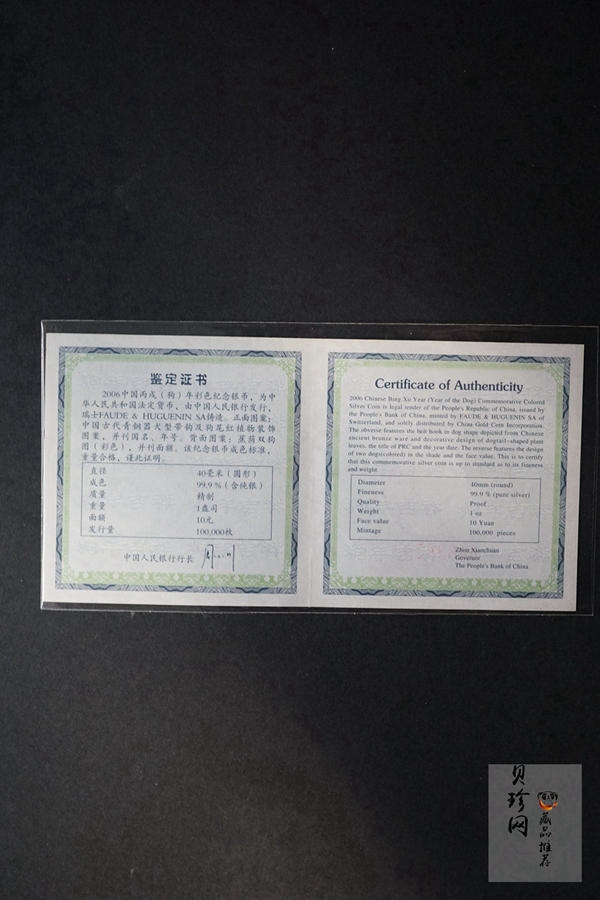 鉴定证书
2006中国丙戌（狗）年彩色纪念银币，为中
华人民共和国法定货币，由中国人民银行发行，
瑞士FAUDE & HUGUENIN SA铸造。正面图案：
中国古代青铜器犬型带钩及狗尾红植物装饰
图案，并刊国名、年号。背面图案：蕉荫双狗
图（彩色），并刊面额。该纪念银币成色标准，
重量合格，谨此证明。
直径 40毫米（圆形）
成色 99.9％（含纯银）
质量 精制
重量 1盎司
面额 10元
发行量 100,000枚
中国人民银行行长
Certificate of Authenticity
2006 Chinese Bing Xu Year (Year of the Dog) Commemorative Colored
Silver Coin is legal tender of the People's Republic of China, issued by
the People's Bank of China, minted by FAUDE & HUGUENIN SA of
Switzerland, and solely distributed by China Gold Coin Incorporation.
The obverse features the belt hook in dog shape depicted from Chinese
ancient bronze ware and decorative design of dogtail-shaped plant
leaves, the title of PRC and the year date. The reverse features the design
of two dogs(colored) in the shade and the face value. This is to certify
that this commemorative silver coin is up to standard as to its fineness
and weight.
Diameter 40mm (round)
Fineness 99.9 % (pure silver)
Quality Proof
Weight 1 oz
Face value 10 Yuan
Mintage 100,000 pieces
Zhou Xiaochuan
Governor
The People's Bank of China
贝珍网
藏品推荐